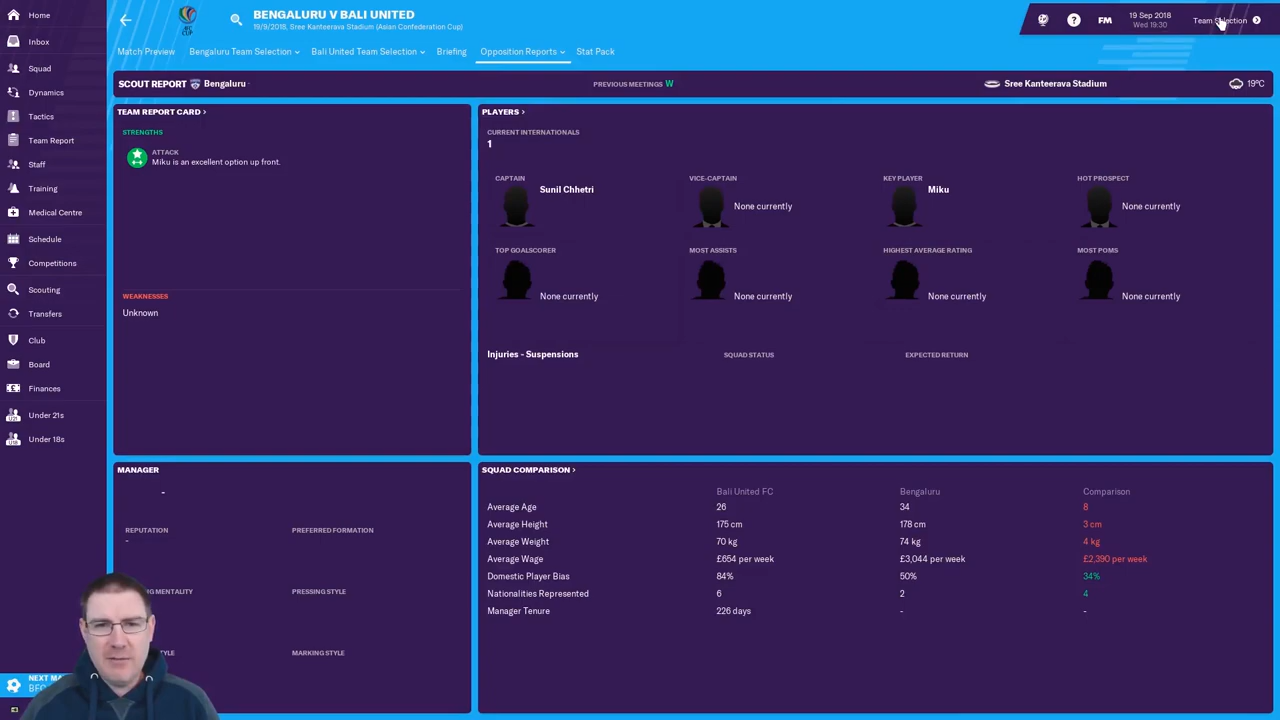 Home
Inbox
Squad
Dynamics
Tactics
Team Report
Staff
Training
Medical Centre
Schedule
Competitions
Scouting
Transfers
Club
Board
Finances
Under 21s
Under 18s
NEXT MA
BFC
AFC CUP
BENGALURU V BALI UNITED
19/9/2018, Sree Kanteerava Stadium (Asian Confederation Cup)
FM
19 Sep 2018
Wed 19:30
Team Selection
Match Preview Bengaluru Team Selection Bali United Team Selection Briefing Opposition Reports Stat Pack
SCOUT REPORT Bengaluru
PREVIOUS MEETINGS W
Sree Kanteerava Stadium
19°C
TEAM REPORT CARD >
STRENGTHS
ATTACK
Miku is an excellent option up front.
WEAKNESSES
Unknown
PLAYERS >
CURRENT INTERNATIONALS
1
CAPTAIN
Sunil Chhetri
VICE-CAPTAIN
None currently
KEY PLAYER
Miku
HOT PROSPECT
None currently
TOP GOALSCORER
None currently
MOST ASSISTS
None currently
HIGHEST AVERAGE RATING
None currently
MOST POMS
None currently
Injuries - Suspensions SQUAD STATUS EXPECTED RETURN
MANAGER
-
REPUTATION
-
PREFERRED FORMATION
MENTALITY
PRESSING STYLE
STYLE
MARKING STYLE
SQUAD COMPARISON >
Bali United FC Bengaluru Comparison
Average Age 26 34 8
Average Height 175 cm 178 cm 3 cm
Average Weight 70 kg 74 kg 4 kg
Average Wage £654 per week £3,044 per week £2,390 per week
Domestic Player Bias 84% 50% 34%
Nationalities Represented 6 2 4
Manager Tenure 226 days - -